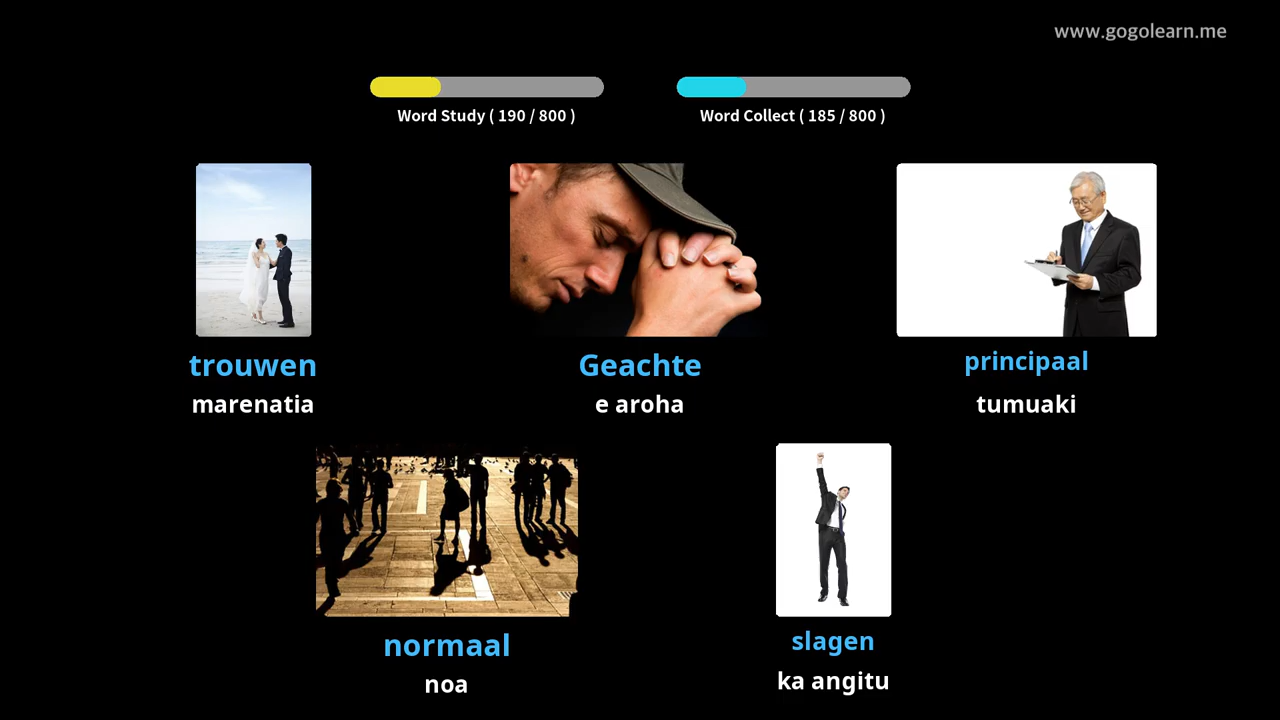 www.gogolearn.me
Word Study ( 190 / 800 )
Word Collect ( 185 / 800 )
trouwen
marenatia
Geachte
e aroha
principaal
tumuaki
normaal
noa
slagen
ka angitu